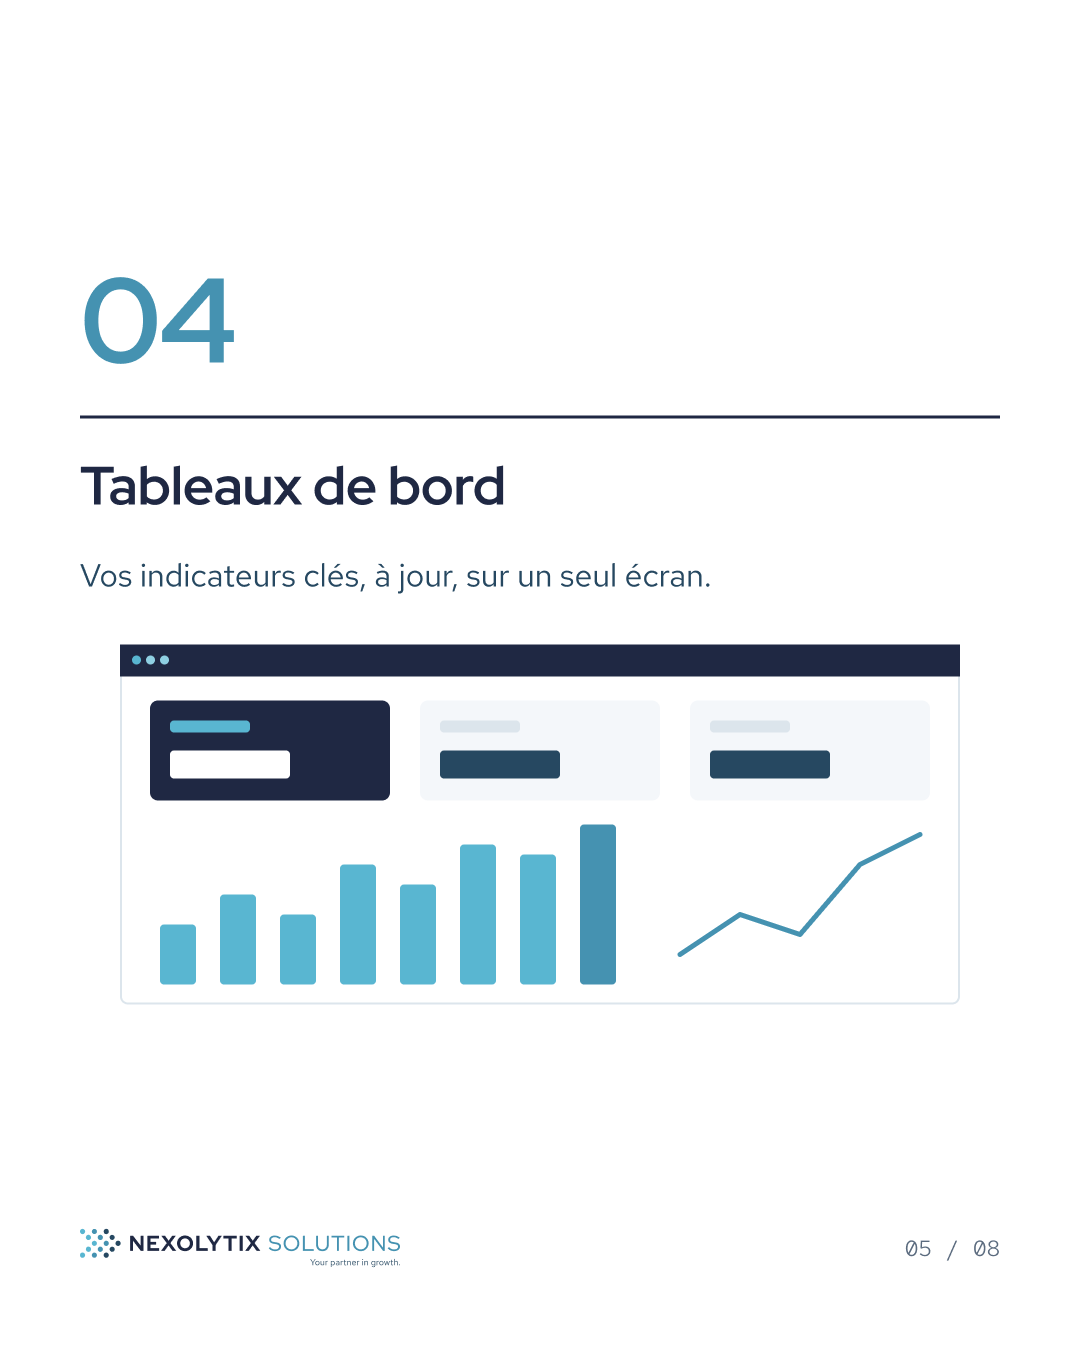 04
Tableaux de bord
Vos indicateurs clés, à jour, sur un seul écran.
NEXOLYTIX SOLUTIONS
Your partner in growth.
05 / 08